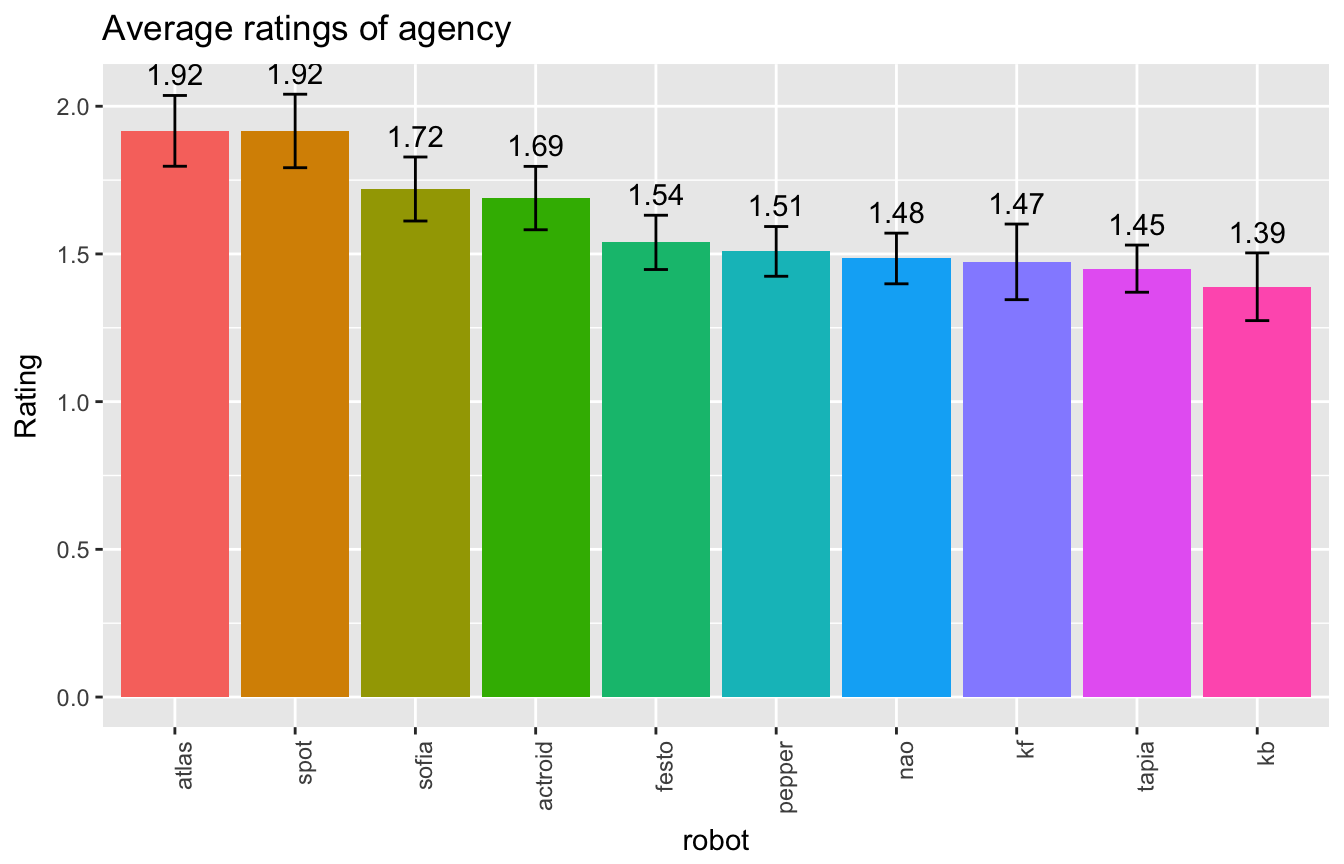 Average ratings of agency
1.92 1.92 1.72 1.69 1.54 1.51 1.48 1.47 1.45 1.39
2.0
1.5
1.0
0.5
0.0
Rating
atlas spot sofia actroid festo pepper nao kf tapia kb
robot